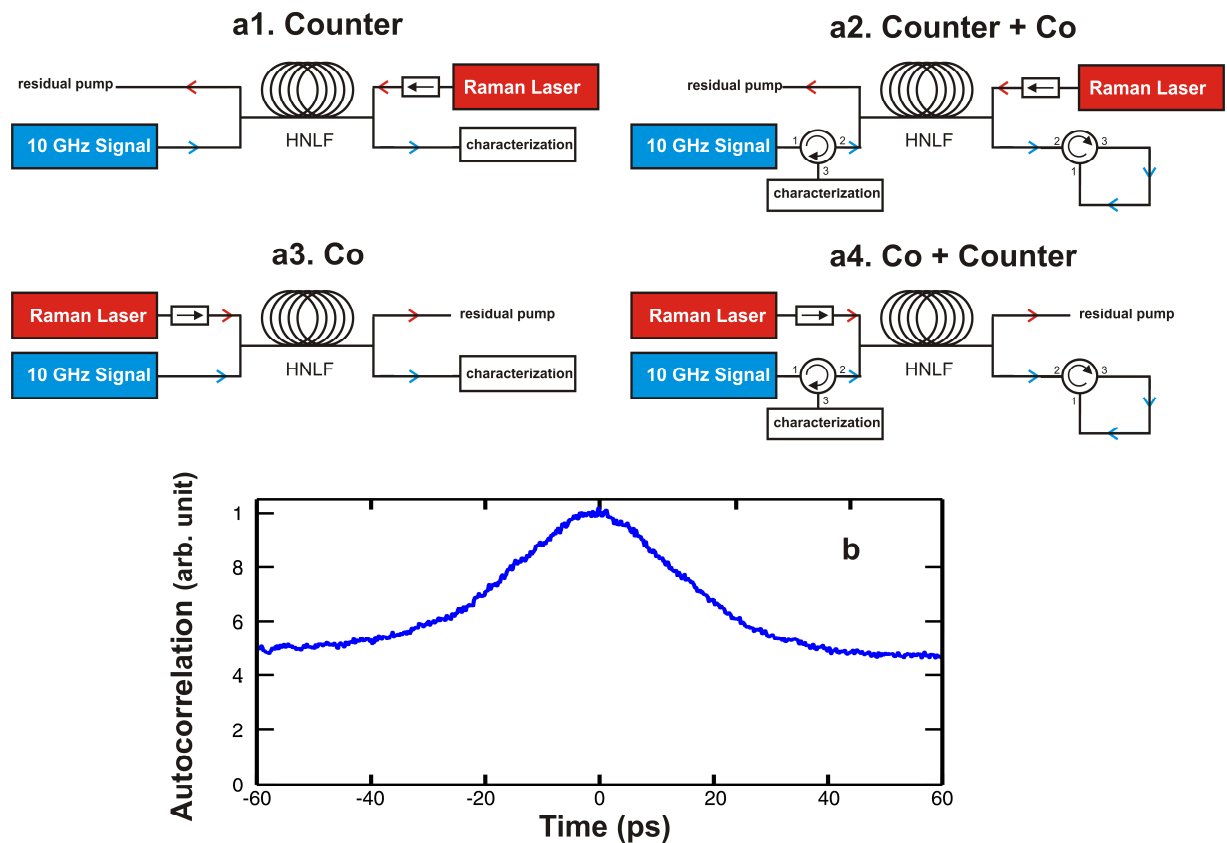 a1. Counter
residual pump
Raman Laser
10 GHz Signal
HNLF
characterization
a2. Counter + Co
residual pump
Raman Laser
10 GHz Signal
1
2
3
HNLF
2
3
1
characterization
a3. Co
Raman Laser
residual pump
10 GHz Signal
HNLF
characterization
a4. Co + Counter
Raman Laser
residual pump
10 GHz Signal
1
2
3
HNLF
2
3
1
characterization
Autocorrelation (arb. unit)
1
8
6
4
2
0
b
-60
-40
-20
0
20
40
60
Time (ps)